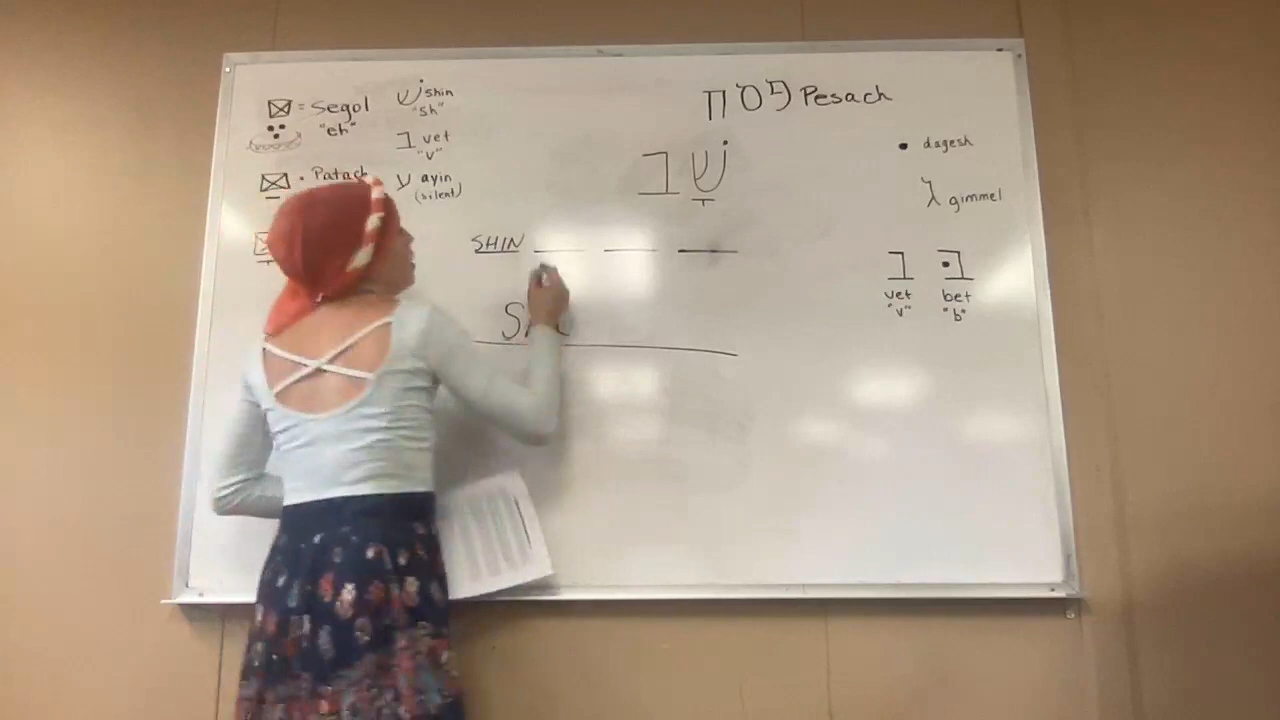 = Segol
"eh"
שׁ shin
"sh"
ב vet
"v"
Patach
ע ayin
(silent)
פסח Pesach
שָׁב
SHIN
dagesh
ג gimmel
ב בּ
vet bet
"v" "b"